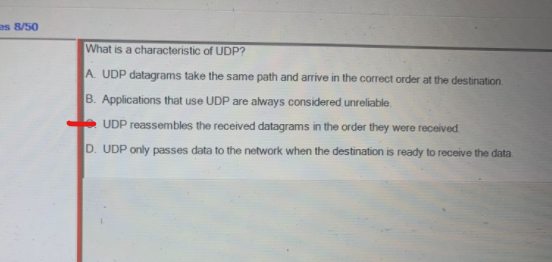 es 8/50
What is a characteristic of UDP?
A. UDP datagrams take the same path and arrive in the correct order at the destination.
B. Applications that use UDP are always considered unreliable.
UDP reassembles the received datagrams in the order they were received.
D. UDP only passes data to the network when the destination is ready to receive the data.